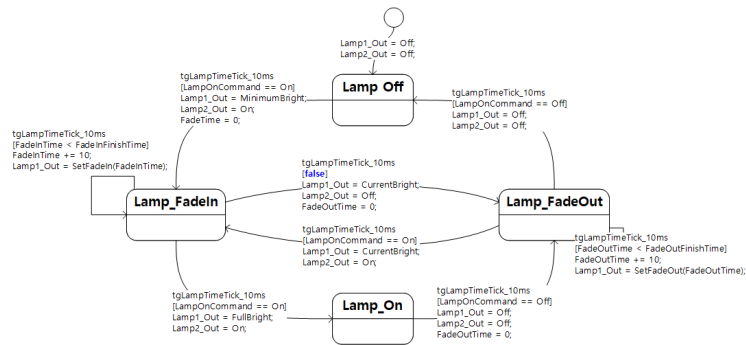 Lamp1_Out = Off;
Lamp2_Out = Off;
Lamp Off
tgLampTimeTick_10ms
[LampOnCommand == On]
Lamp1_Out = MinimumBright;
Lamp2_Out = On;
FadeTime = 0;
tgLampTimeTick_10ms
[LampOnCommand == Off]
Lamp1_Out = Off;
Lamp2_Out = Off;
tgLampTimeTick_10ms
[FadeInTime < FadeInFinishTime]
FadeInTime += 10;
Lamp1_Out = SetFadeIn(FadeInTime);
tgLampTimeTick_10ms
[false]
Lamp1_Out = CurrentBright;
Lamp2_Out = Off;
FadeOutTime = 0;
Lamp_FadeIn
Lamp_FadeOut
tgLampTimeTick_10ms
[LampOnCommand == On]
Lamp1_Out = CurrentBright;
Lamp2_Out = On;
tgLampTimeTick_10ms
[FadeOutTime < FadeOutFinishTime]
FadeOutTime += 10;
Lamp1_Out = SetFadeOut(FadeOutTime);
tgLampTimeTick_10ms
[LampOnCommand == On]
Lamp1_Out = FullBright;
Lamp2_Out = On;
Lamp_On
tgLampTimeTick_10ms
[LampOnCommand == Off]
Lamp1_Out = Off;
Lamp2_Out = Off;
FadeOutTime = 0;